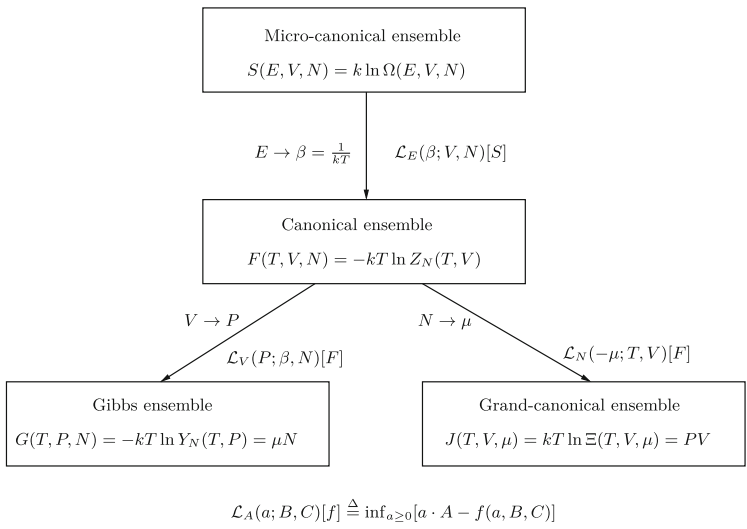 Micro-canonical ensemble
S(E, V, N) = k ln Ω(E, V, N)
E → β = 1/kT
ℒ_E(β; V, N)[S]
Canonical ensemble
F(T, V, N) = −kT ln Z_N(T, V)
V → P
N → μ
ℒ_V(P; β, N)[F]
ℒ_N(−μ; T, V)[F]
Gibbs ensemble
G(T, P, N) = −kT ln Y_N(T, P) = μN
Grand-canonical ensemble
J(T, V, μ) = kT ln Ξ(T, V, μ) = PV
ℒ_A(a; B, C)[f] ≜ inf_{a≥0}[a · A − f(a, B, C)]